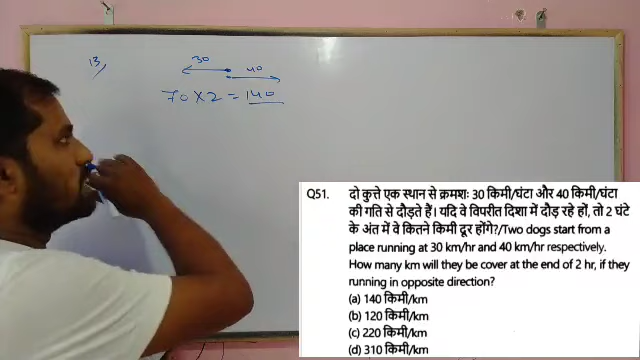 13,
30
40
70 × 2 = 140
Q51. दो कुत्ते एक स्थान से क्रमशः 30 किमी/घंटा और 40 किमी/घंटा
की गति से दौड़ते हैं। यदि वे विपरीत दिशा में दौड़ रहे हों, तो 2 घंटे
के अंत में वे कितने किमी दूर होंगे?/Two dogs start from a
place running at 30 km/hr and 40 km/hr respectively.
How many km will they be cover at the end of 2 hr, if they
running in opposite direction?
(a) 140 किमी/km
(b) 120 किमी/km
(c) 220 किमी/km
(d) 310 किमी/km